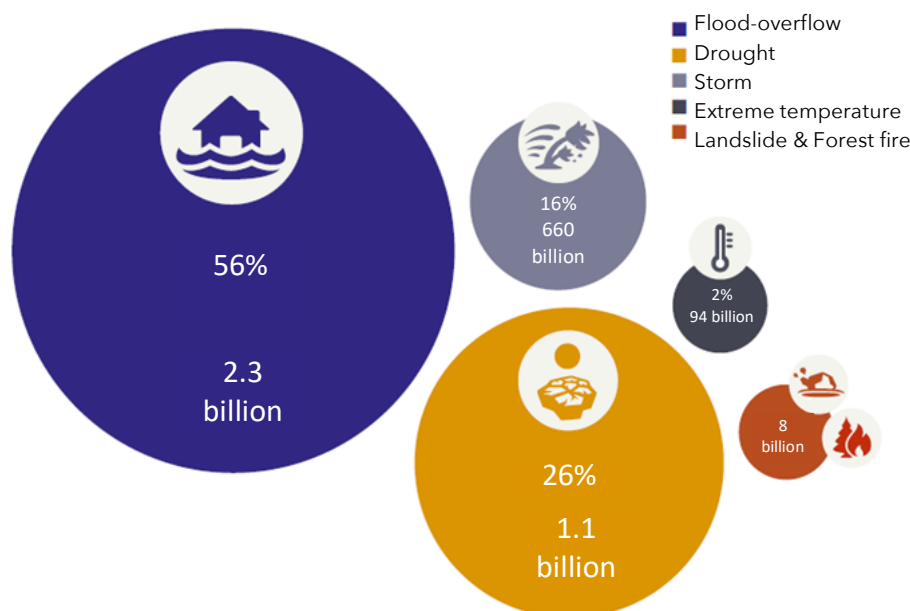 Flood-overflow
Drought
Storm
Extreme temperature
Landslide & Forest fire
56%
2.3
billion
16%
660
billion
2%
94 billion
8
billion
26%
1.1
billion